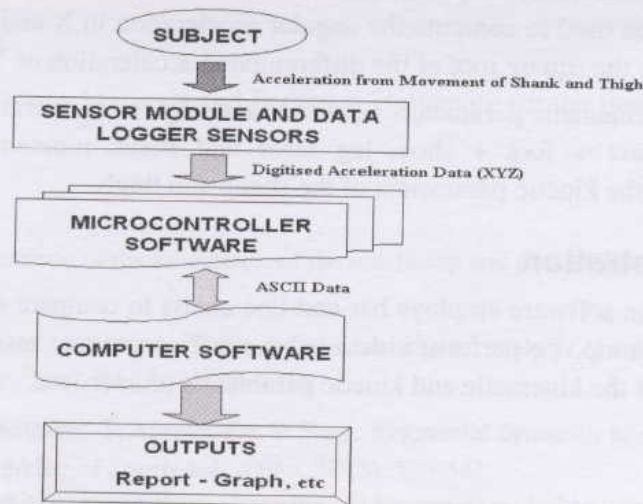 SUBJECT
Acceleration from Movement of Shank and Thigh
SENSOR MODULE AND DATA
LOGGER SENSORS
Digitised Acceleration Data (XYZ)
MICROCONTROLLER
SOFTWARE
ASCII Data
COMPUTER SOFTWARE
OUTPUTS
Report - Graph, etc